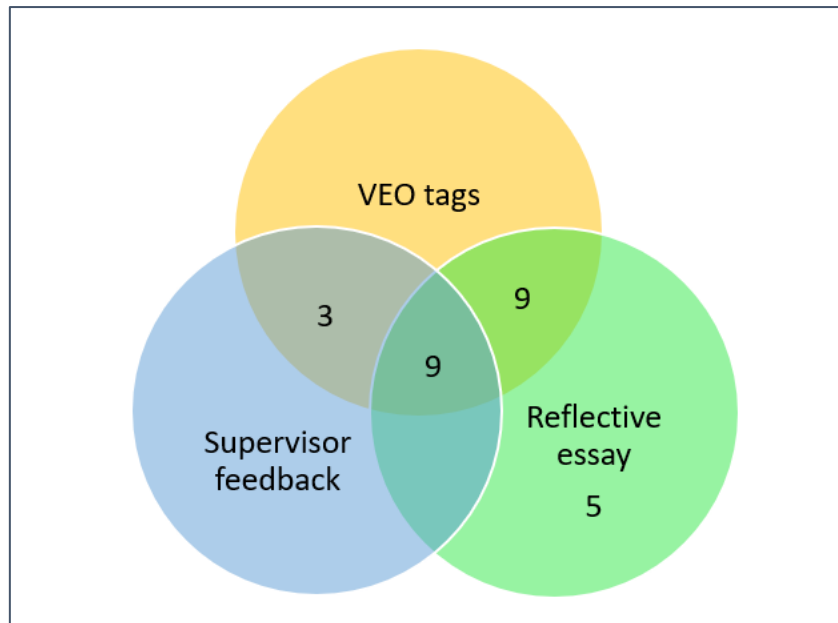 VEO tags
9
3
9
Reflective
essay
Supervisor
feedback
5